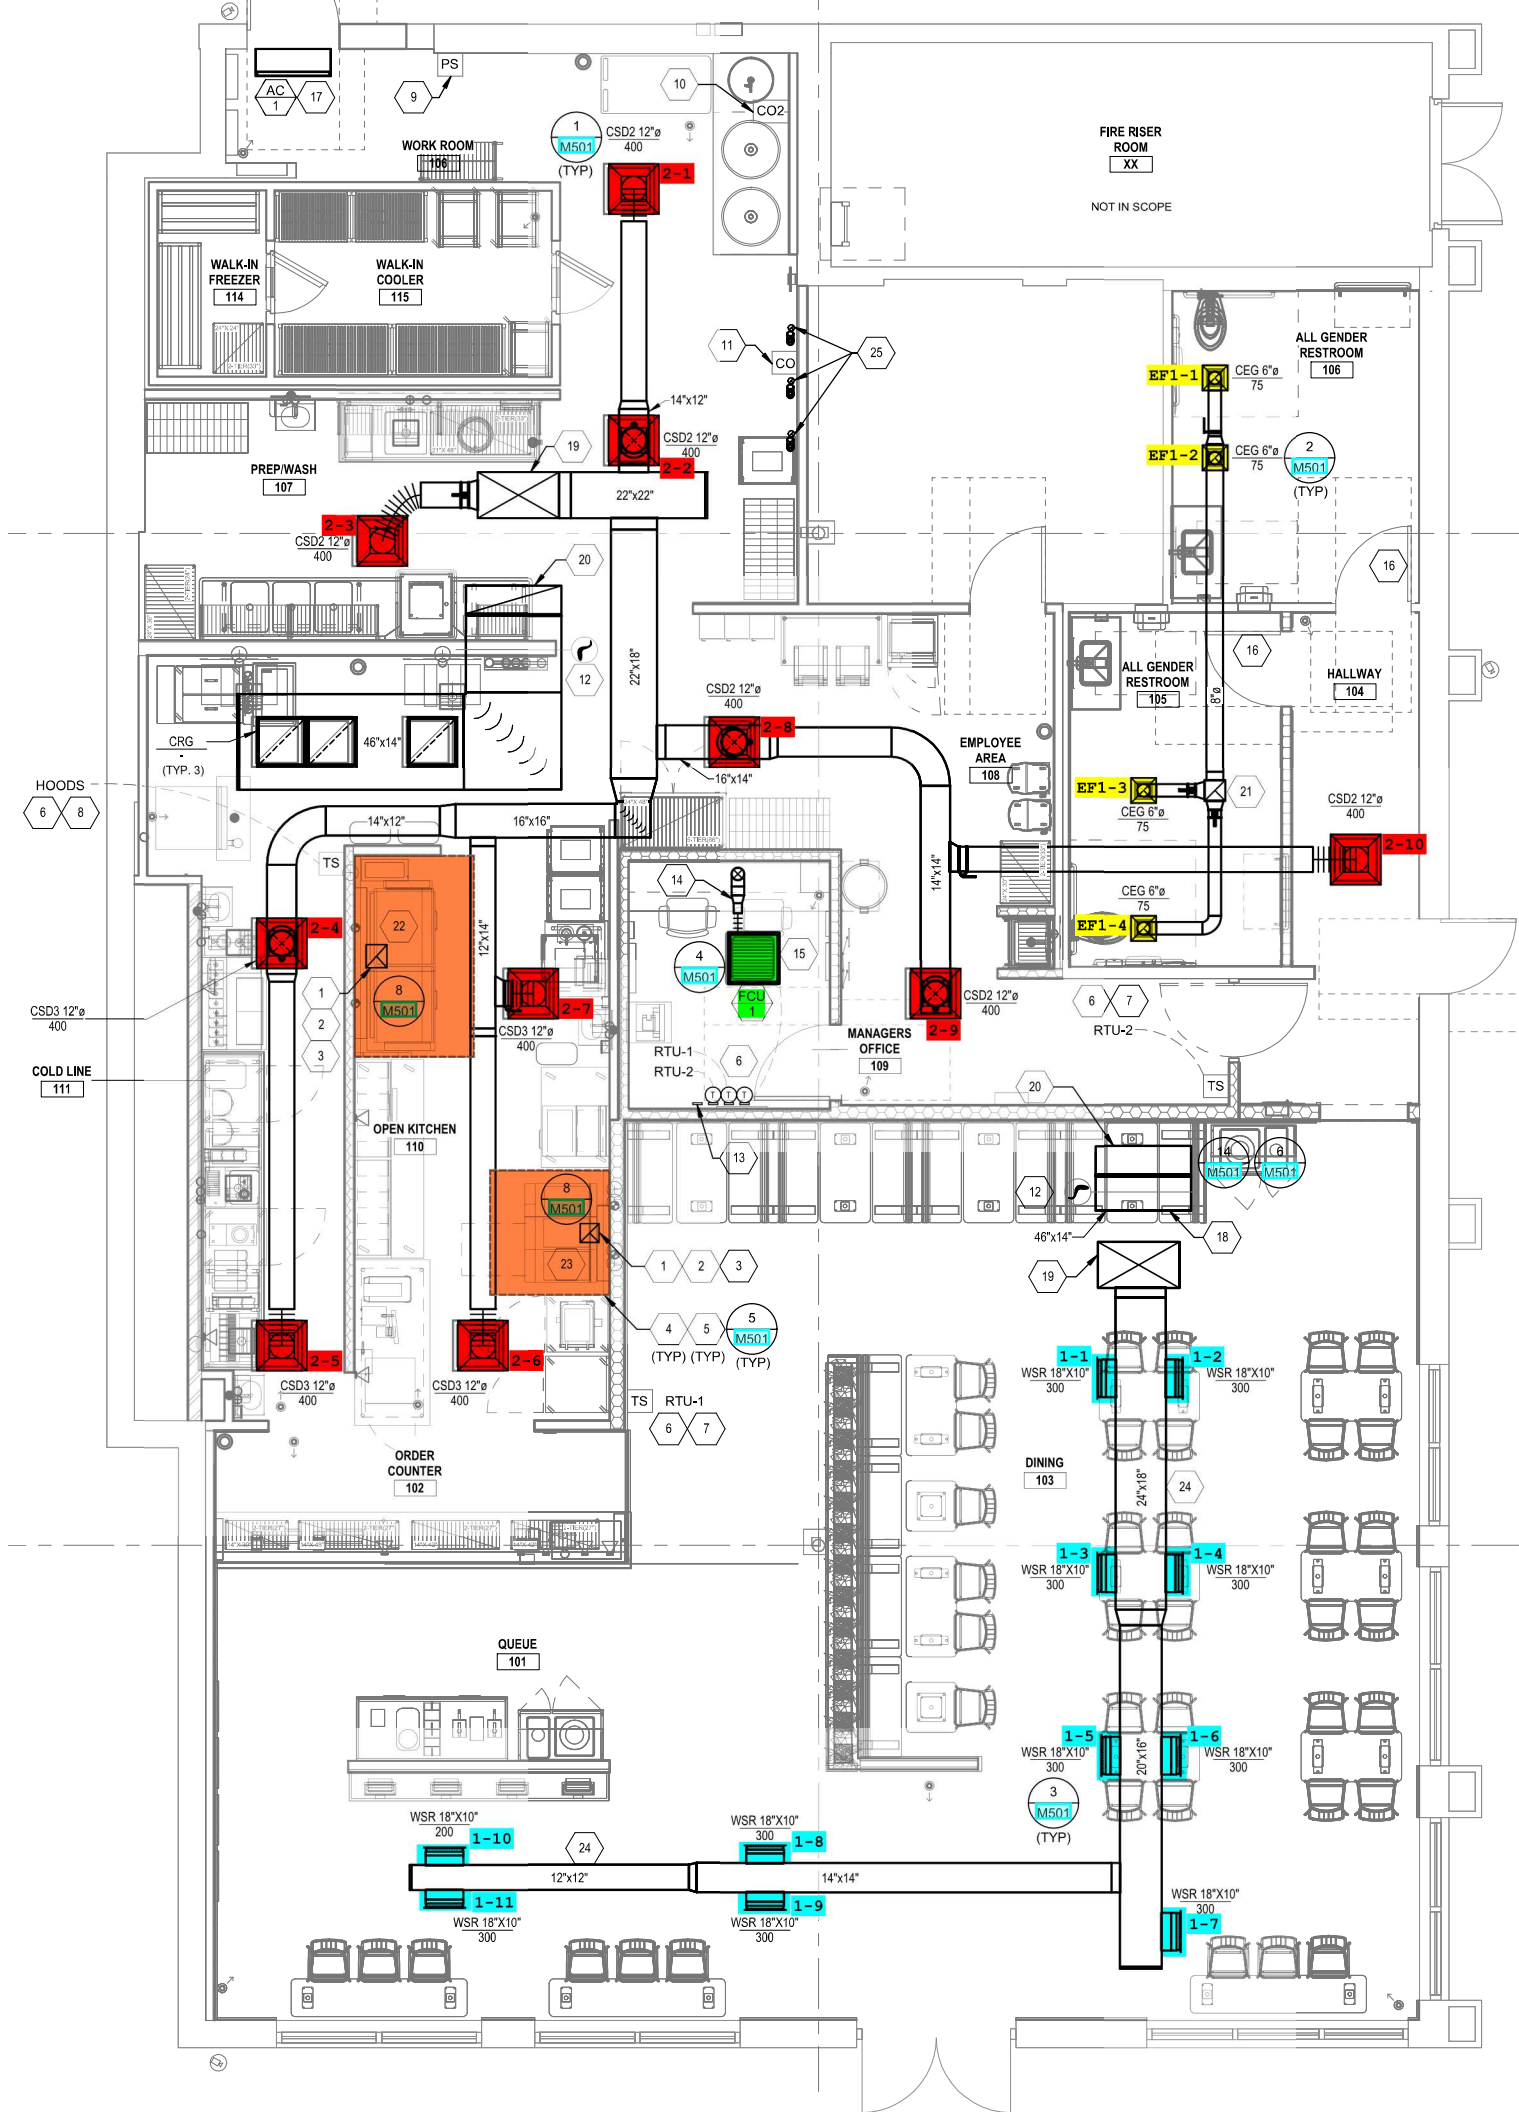 PS
AC
1
17
9
10
CO2
1
M501
(TYP)
CSD2 12"ø
400
WORK ROOM
106
2-1
FIRE RISER
ROOM
XX
NOT IN SCOPE
WALK-IN
FREEZER
114
WALK-IN
COOLER
115
24"X 24"
2-TIER(33")
11
CO
25
ALL GENDER
RESTROOM
106
EF1-1
CEG 6"ø
75
14"x12"
EF1-2
CEG 6"ø
75
2
M501
(TYP)
CSD2 12"ø
400
2-2
19
PREP/WASH
107
22"x22"
2-3
CSD2 12"ø
400
20
16
12
22"x18"
16
ALL GENDER
RESTROOM
105
8"ø
HALLWAY
104
CSD2 12"ø
400
2-8
CRG
-
(TYP. 3)
46"x14"
EMPLOYEE
AREA
108
16"x14"
HOODS
6
8
EF1-3
CEG 6"ø
75
21
CSD2 12"ø
400
2-10
14"x12"
16"x16"
TS
14"x14"
14
CEG 6"ø
75
EF1-4
22
2-4
12"x14"
4
M501
15
FCU
1
1
2
3
8
M501
2-7
CSD3 12"ø
400
2-9
CSD2 12"ø
400
6
7
RTU-2
CSD3 12"ø
400
MANAGERS
OFFICE
109
RTU-1
RTU-2
6
T
T
T
TS
COLD LINE
111
20
OPEN KITCHEN
110
13
14
M501
6
M501
8
M501
12
46"x14"
18
23
1
2
3
19
4
5
(TYP)
(TYP)
5
M501
(TYP)
2-5
2-6
CSD3 12"ø
400
CSD3 12"ø
400
1-1
WSR 18"X10"
300
1-2
WSR 18"X10"
300
TS
RTU-1
6
7
ORDER
COUNTER
102
DINING
103
24"x18"
24
1-3
WSR 18"X10"
300
1-4
WSR 18"X10"
300
QUEUE
101
1-5
WSR 18"X10"
300
20"x16"
1-6
WSR 18"X10"
300
3
M501
(TYP)
WSR 18"X10"
200
1-10
24
WSR 18"X10"
300
1-8
12"x12"
14"x14"
1-11
WSR 18"X10"
300
1-9
WSR 18"X10"
300
WSR 18"X10"
300
1-7